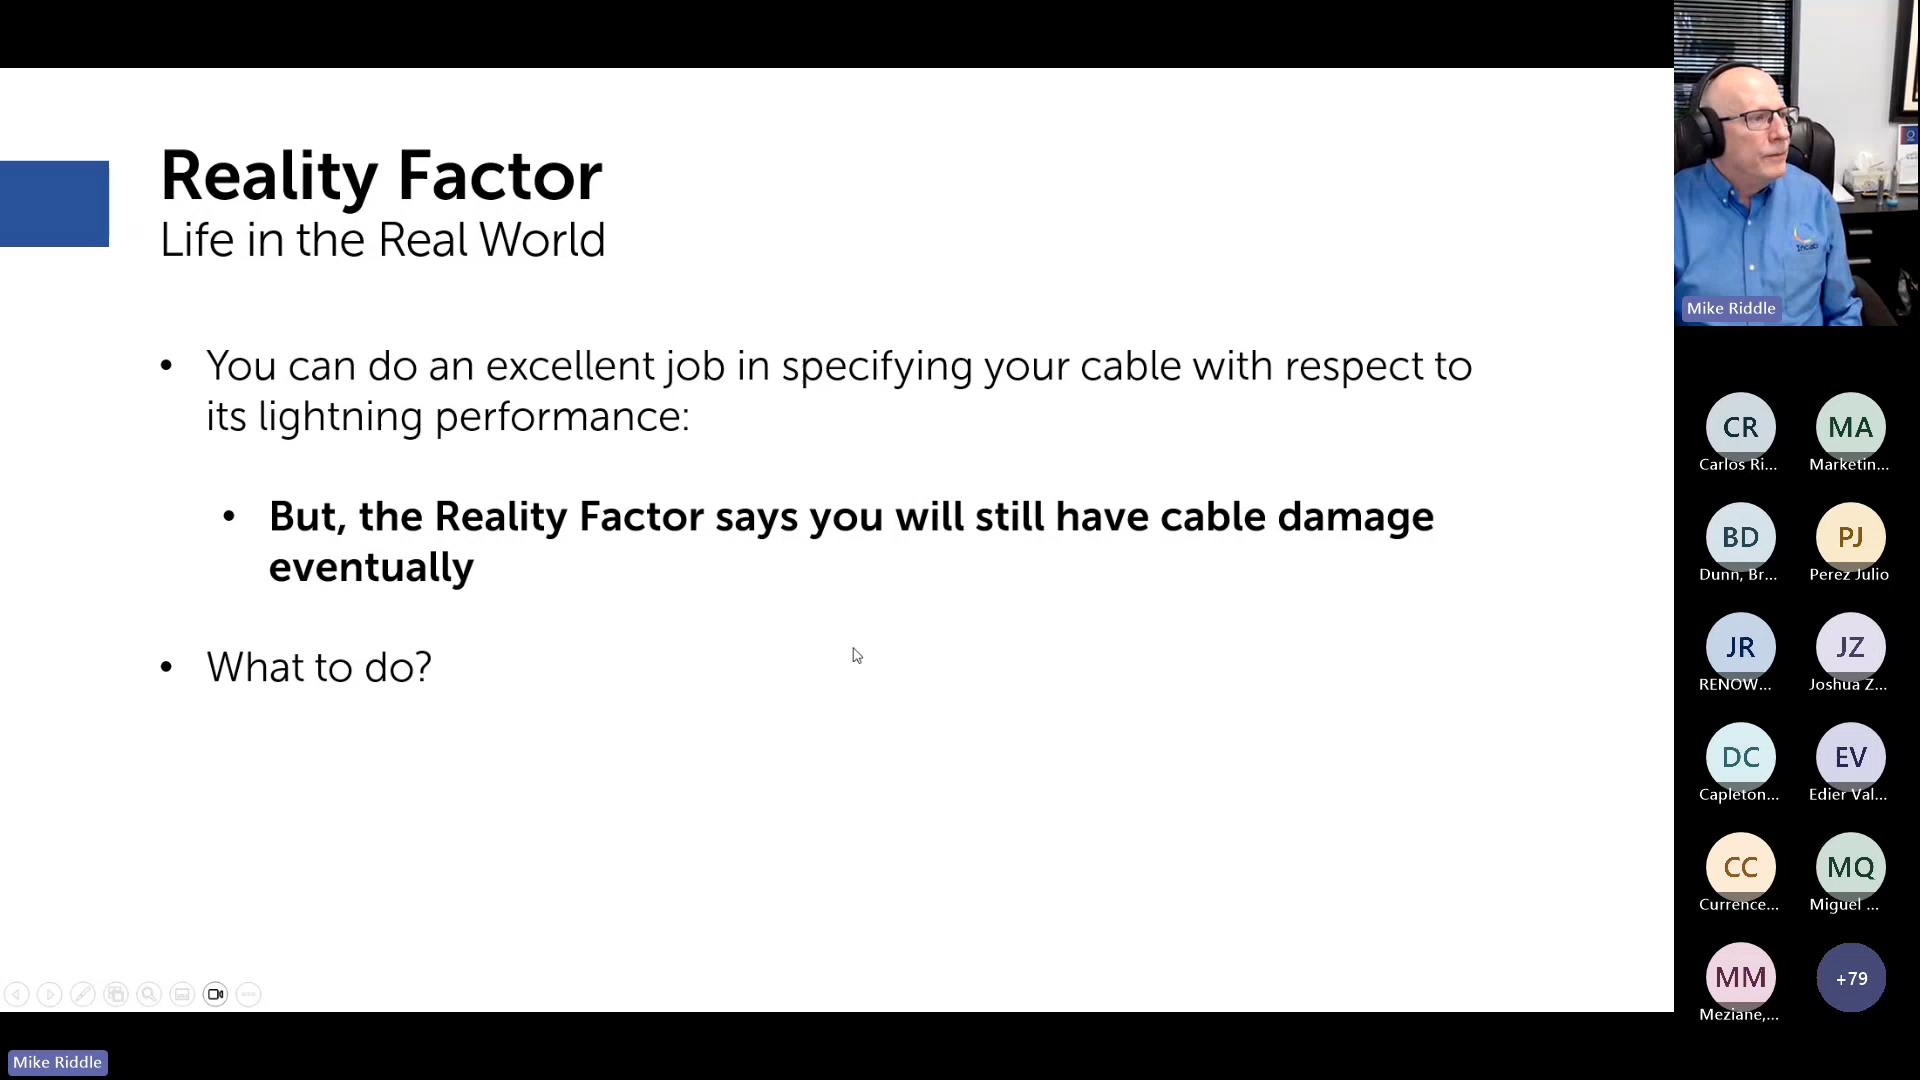 Reality Factor
Life in the Real World
• You can do an excellent job in specifying your cable with respect to
its lightning performance:
• But, the Reality Factor says you will still have cable damage
eventually
• What to do?
Mike Riddle
Incab
CR
MA
Carlos Ri...
Marketin...
BD
PJ
Dunn, Br...
Perez Julio
JR
JZ
RENOW...
Joshua Z...
DC
EV
Capleton...
Edier Val...
CC
MQ
Currence...
Miguel ...
MM
+79
Meziane,...
Mike Riddle